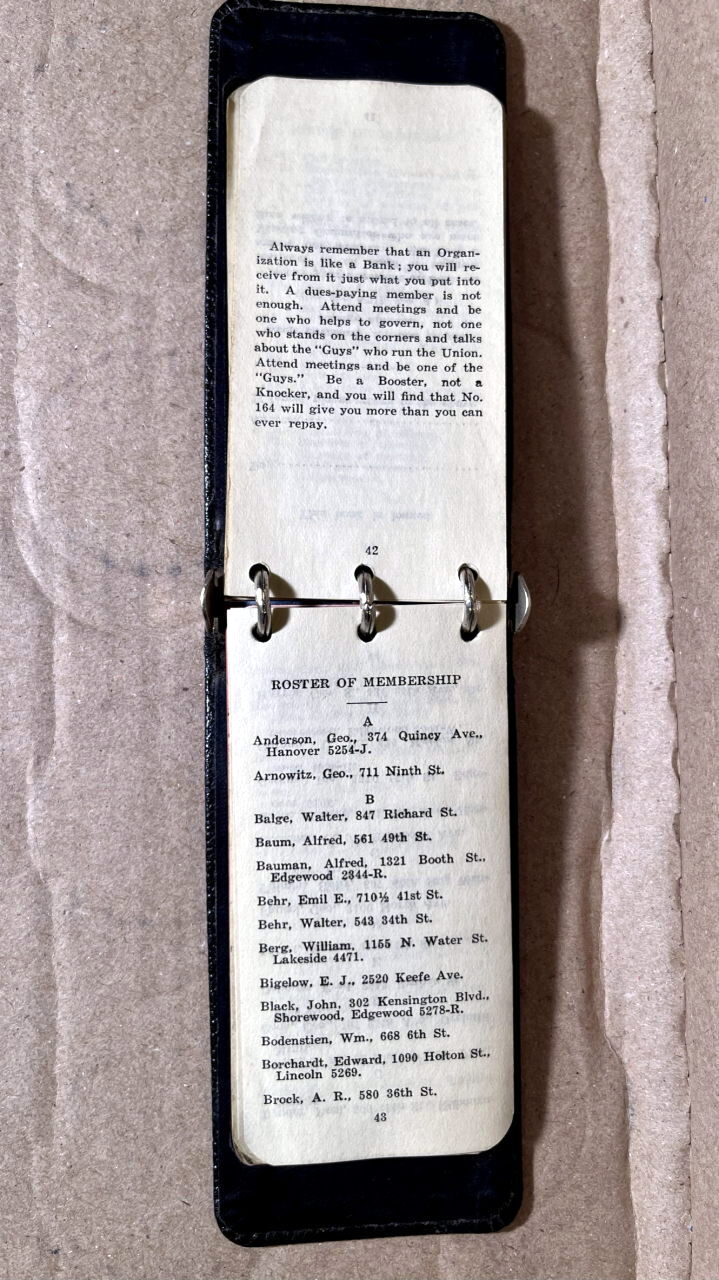 Always remember that an Organ-
ization is like a Bank; you will re-
ceive from it just what you put into
it. A dues-paying member is not
enough. Attend meetings and be
one who helps to govern, not one
who stands on the corners and talks
about the "Guys" who run the Union.
Attend meetings and be one of the
"Guys." Be a Booster, not a
Knocker, and you will find that No.
164 will give you more than you can
ever repay.
42
ROSTER OF MEMBERSHIP
A
Anderson, Geo., 374 Quincy Ave.,
Hanover 5254-J.
Arnowitz, Geo., 711 Ninth St.
B
Balge, Walter, 847 Richard St.
Baum, Alfred, 561 49th St.
Bauman, Alfred, 1321 Booth St.,
Edgewood 2344-R.
Behr, Emil E., 710½ 41st St.
Behr, Walter, 543 34th St.
Berg, William, 1155 N. Water St.
Lakeside 4471.
Bigelow, E. J., 2520 Keefe Ave.
Black, John, 302 Kensington Blvd.,
Shorewood, Edgewood 5278-R.
Bodenstien, Wm., 668 6th St.
Borchardt, Edward, 1090 Holton St.,
Lincoln 5269.
Brock, A. R., 580 36th St.
43